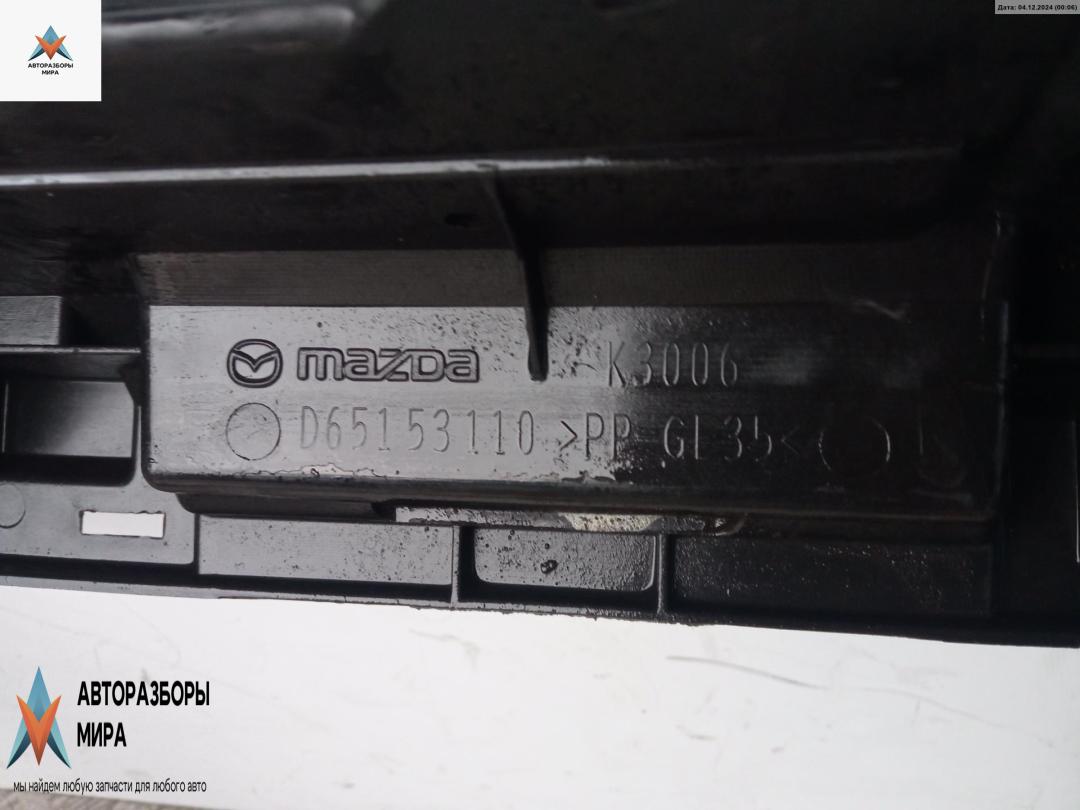 Дата: 04.12.2024 (00:06)
АВТОРАЗБОРЫ
МИРА
mazda K3006
D65153110 >PP GL35<
АВТОРАЗБОРЫ
МИРА
мы найдем любую запчасти для любого авто